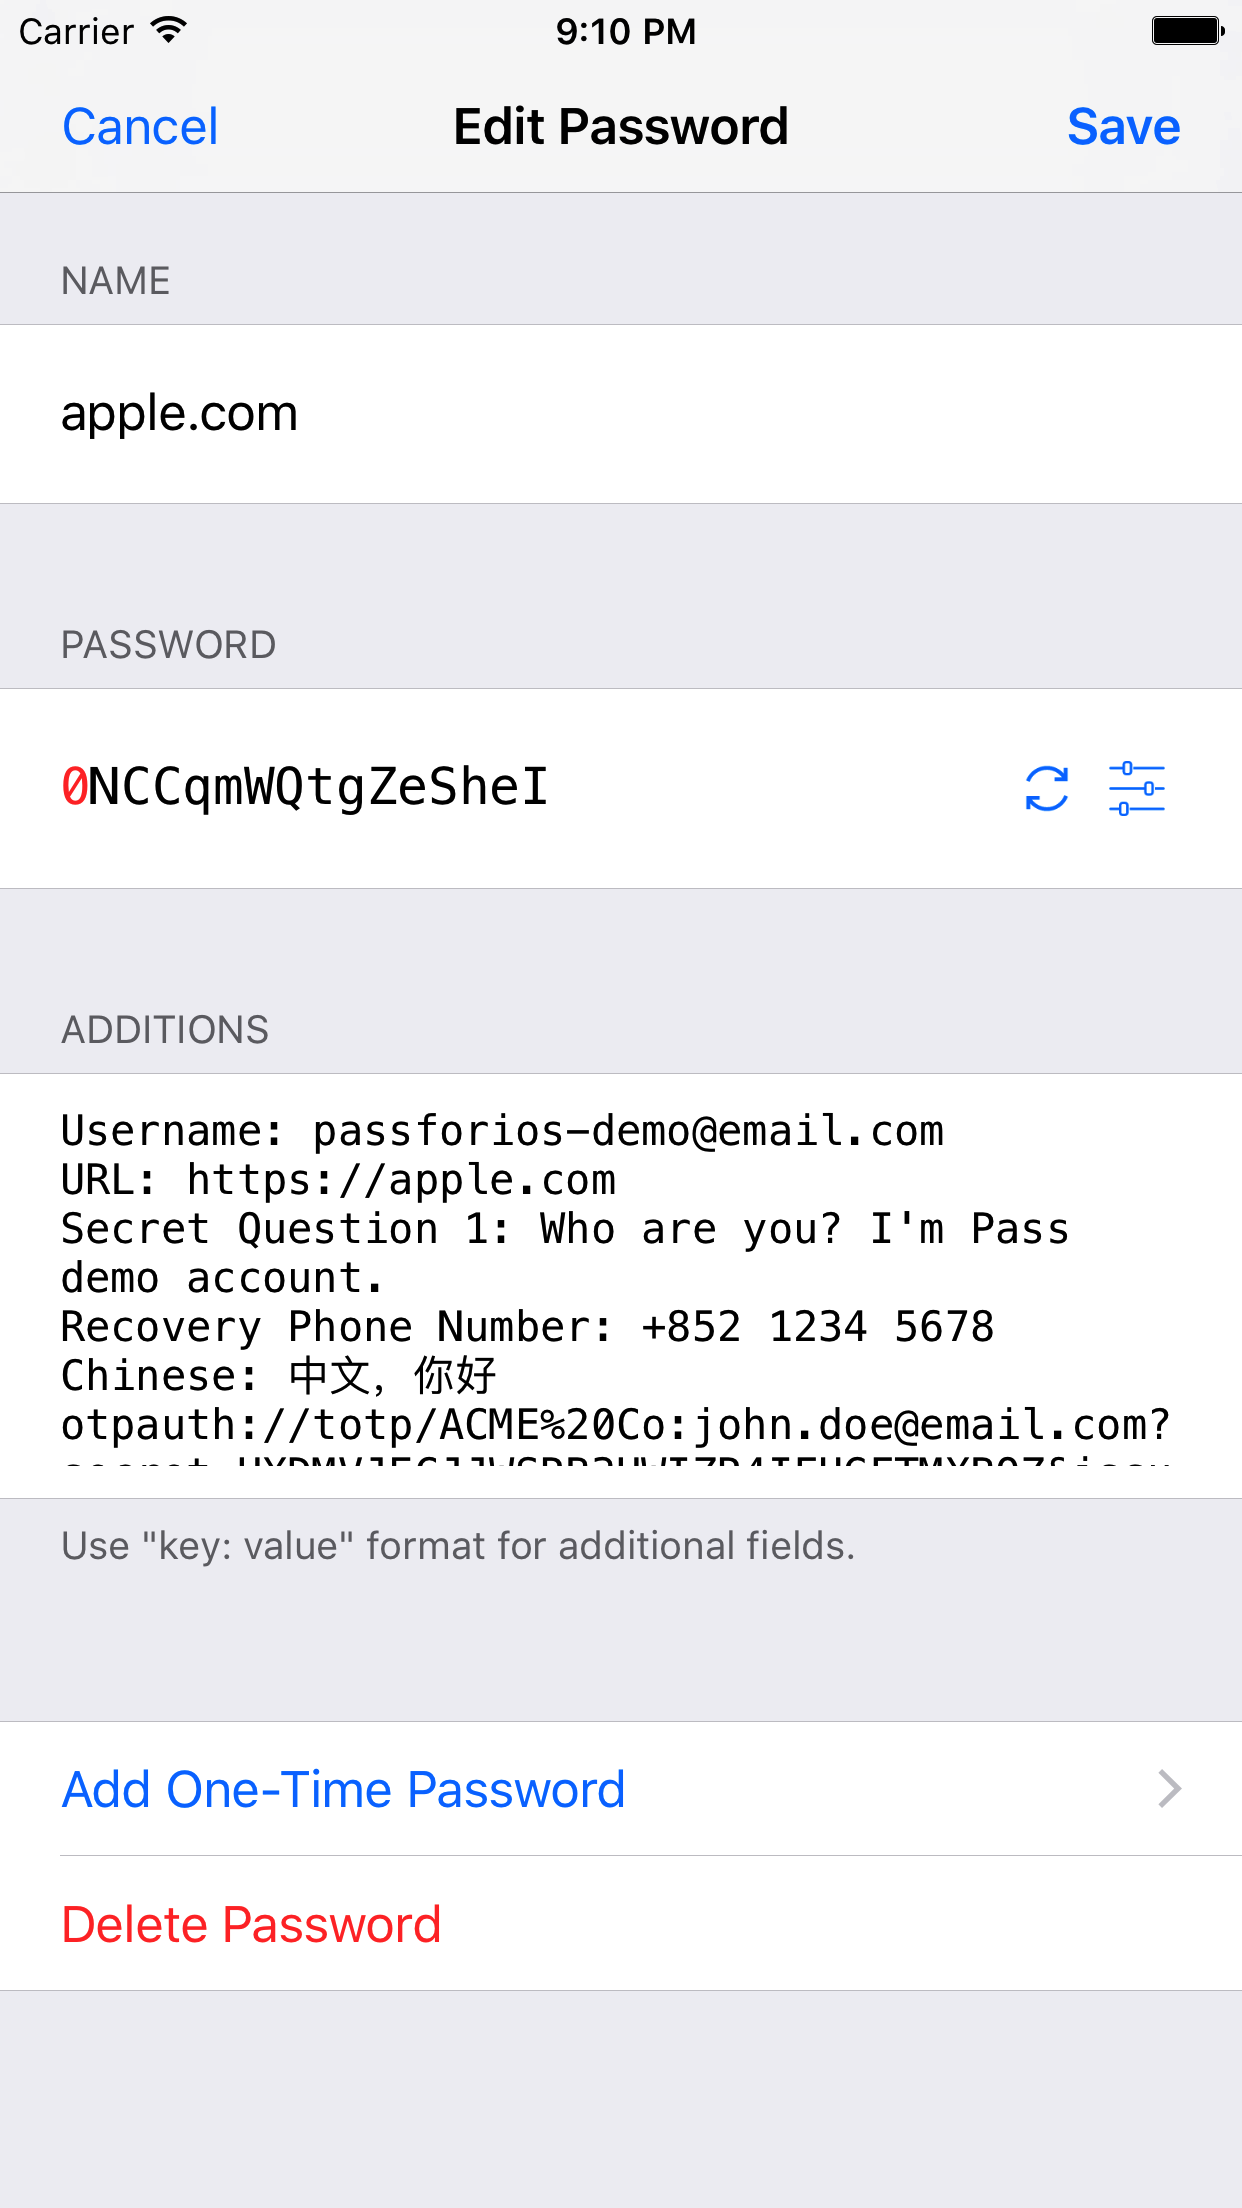 Carrier
9:10 PM
Cancel
Edit Password
Save
NAME
apple.com
PASSWORD
0NCCqmWQtgZeSheI
ADDITIONS
Username: passforios-demo@email.com
URL: https://apple.com
Secret Question 1: Who are you? I'm Pass
demo account.
Recovery Phone Number: +852 1234 5678
Chinese: 中文，你好
otpauth://totp/ACME%20Co:john.doe@email.com?
Use "key: value" format for additional fields.
Add One-Time Password
Delete Password